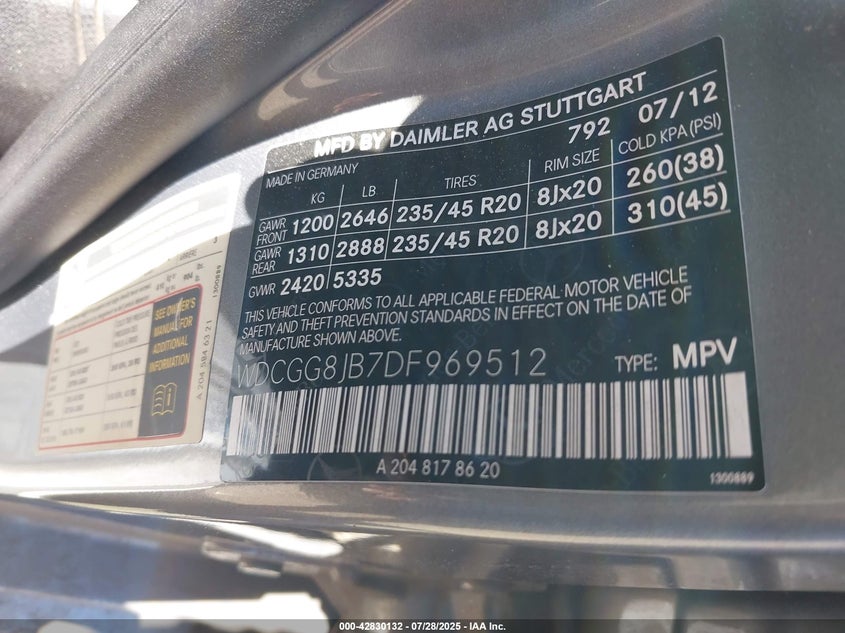 MFD BY DAIMLER AG STUTTGART
792 07/12
MADE IN GERMANY
KG LB TIRES RIM SIZE COLD KPA (PSI)
GAWR FRONT 1200 2646 235/45 R20 8Jx20 260(38)
GAWR REAR 1310 2888 235/45 R20 8Jx20 310(45)
GVWR 2420 5335
THIS VEHICLE CONFORMS TO ALL APPLICABLE FEDERAL MOTOR VEHICLE
SAFETY AND THEFT PREVENTION STANDARDS IN EFFECT ON THE DATE OF
MANUFACTURE SHOWN ABOVE.
WDCGG8JB7DF969512 TYPE: MPV
A 204 817 86 20
1300889
SEE OWNER'S
MANUAL FOR
ADDITIONAL
INFORMATION
A 204 584 63 21
1300889
000-42830132 - 07/28/2025 - IAA Inc.